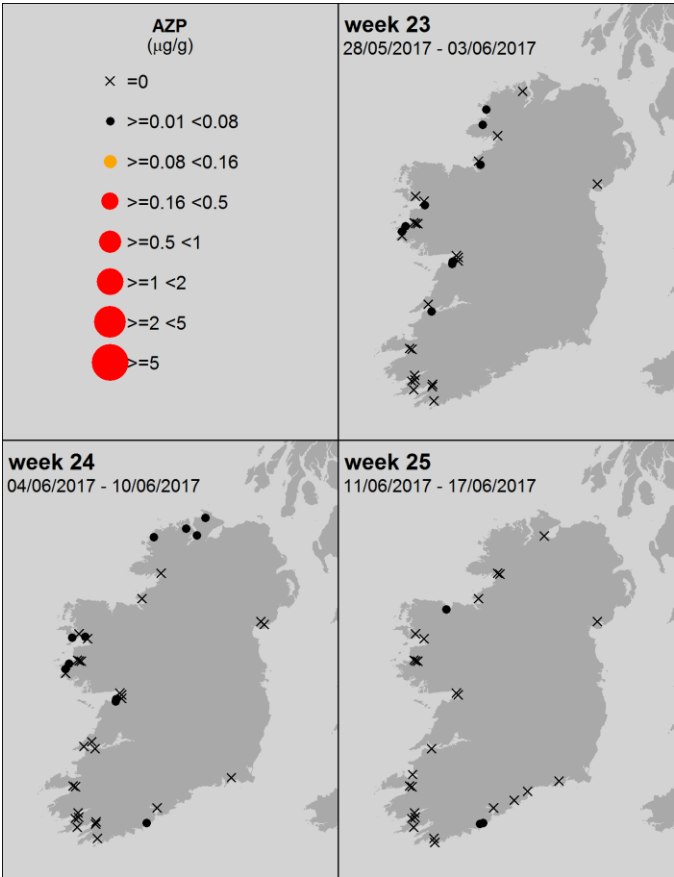 AZP
(µg/g)
=0
>=0.01 <0.08
>=0.08 <0.16
>=0.16 <0.5
>=0.5 <1
>=1 <2
>=2 <5
>=5
week 23
28/05/2017 - 03/06/2017
week 24
04/06/2017 - 10/06/2017
week 25
11/06/2017 - 17/06/2017